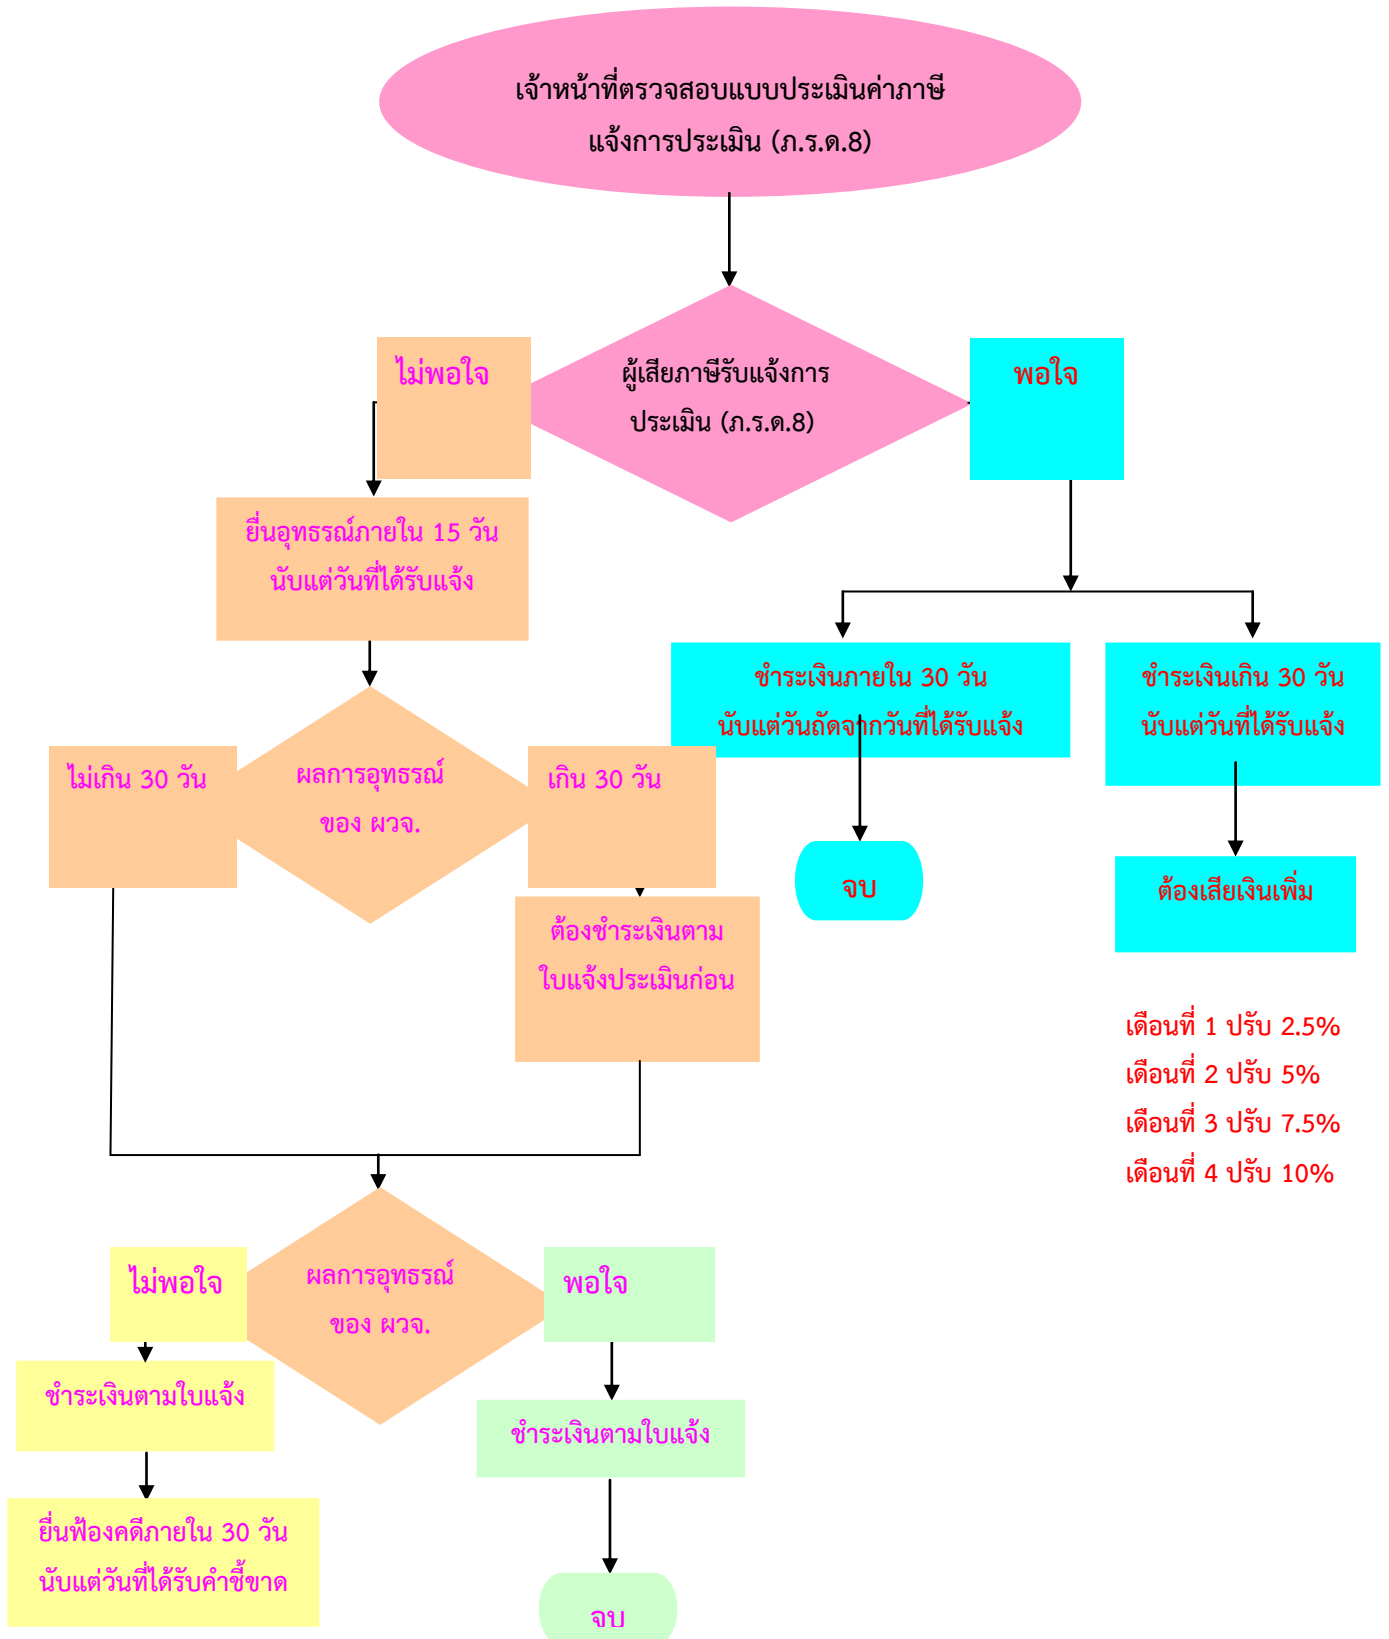 เจ้าหน้าที่ตรวจสอบแบบประเมินค่าภาษี
แจ้งการประเมิน (ภ.ร.ด.8)
ไม่พอใจ
ผู้เสียภาษีรับแจ้งการ
ประเมิน (ภ.ร.ด.8)
พอใจ
ยื่นอุทธรณ์ภายใน 15 วัน
นับแต่วันที่ได้รับแจ้ง
ชำระเงินภายใน 30 วัน
นับแต่วันถัดจากวันที่ได้รับแจ้ง
ชำระเงินเกิน 30 วัน
นับแต่วันที่ได้รับแจ้ง
ไม่เกิน 30 วัน
ผลการอุทธรณ์
ของ ผวจ.
เกิน 30 วัน
จบ
ต้องเสียเงินเพิ่ม
ต้องชำระเงินตาม
ใบแจ้งประเมินก่อน
เดือนที่ 1 ปรับ 2.5%
เดือนที่ 2 ปรับ 5%
เดือนที่ 3 ปรับ 7.5%
เดือนที่ 4 ปรับ 10%
ไม่พอใจ
ผลการอุทธรณ์
ของ ผวจ.
พอใจ
ชำระเงินตามใบแจ้ง
ชำระเงินตามใบแจ้ง
ยื่นฟ้องคดีภายใน 30 วัน
นับแต่วันที่ได้รับคำชี้ขาด
จบ